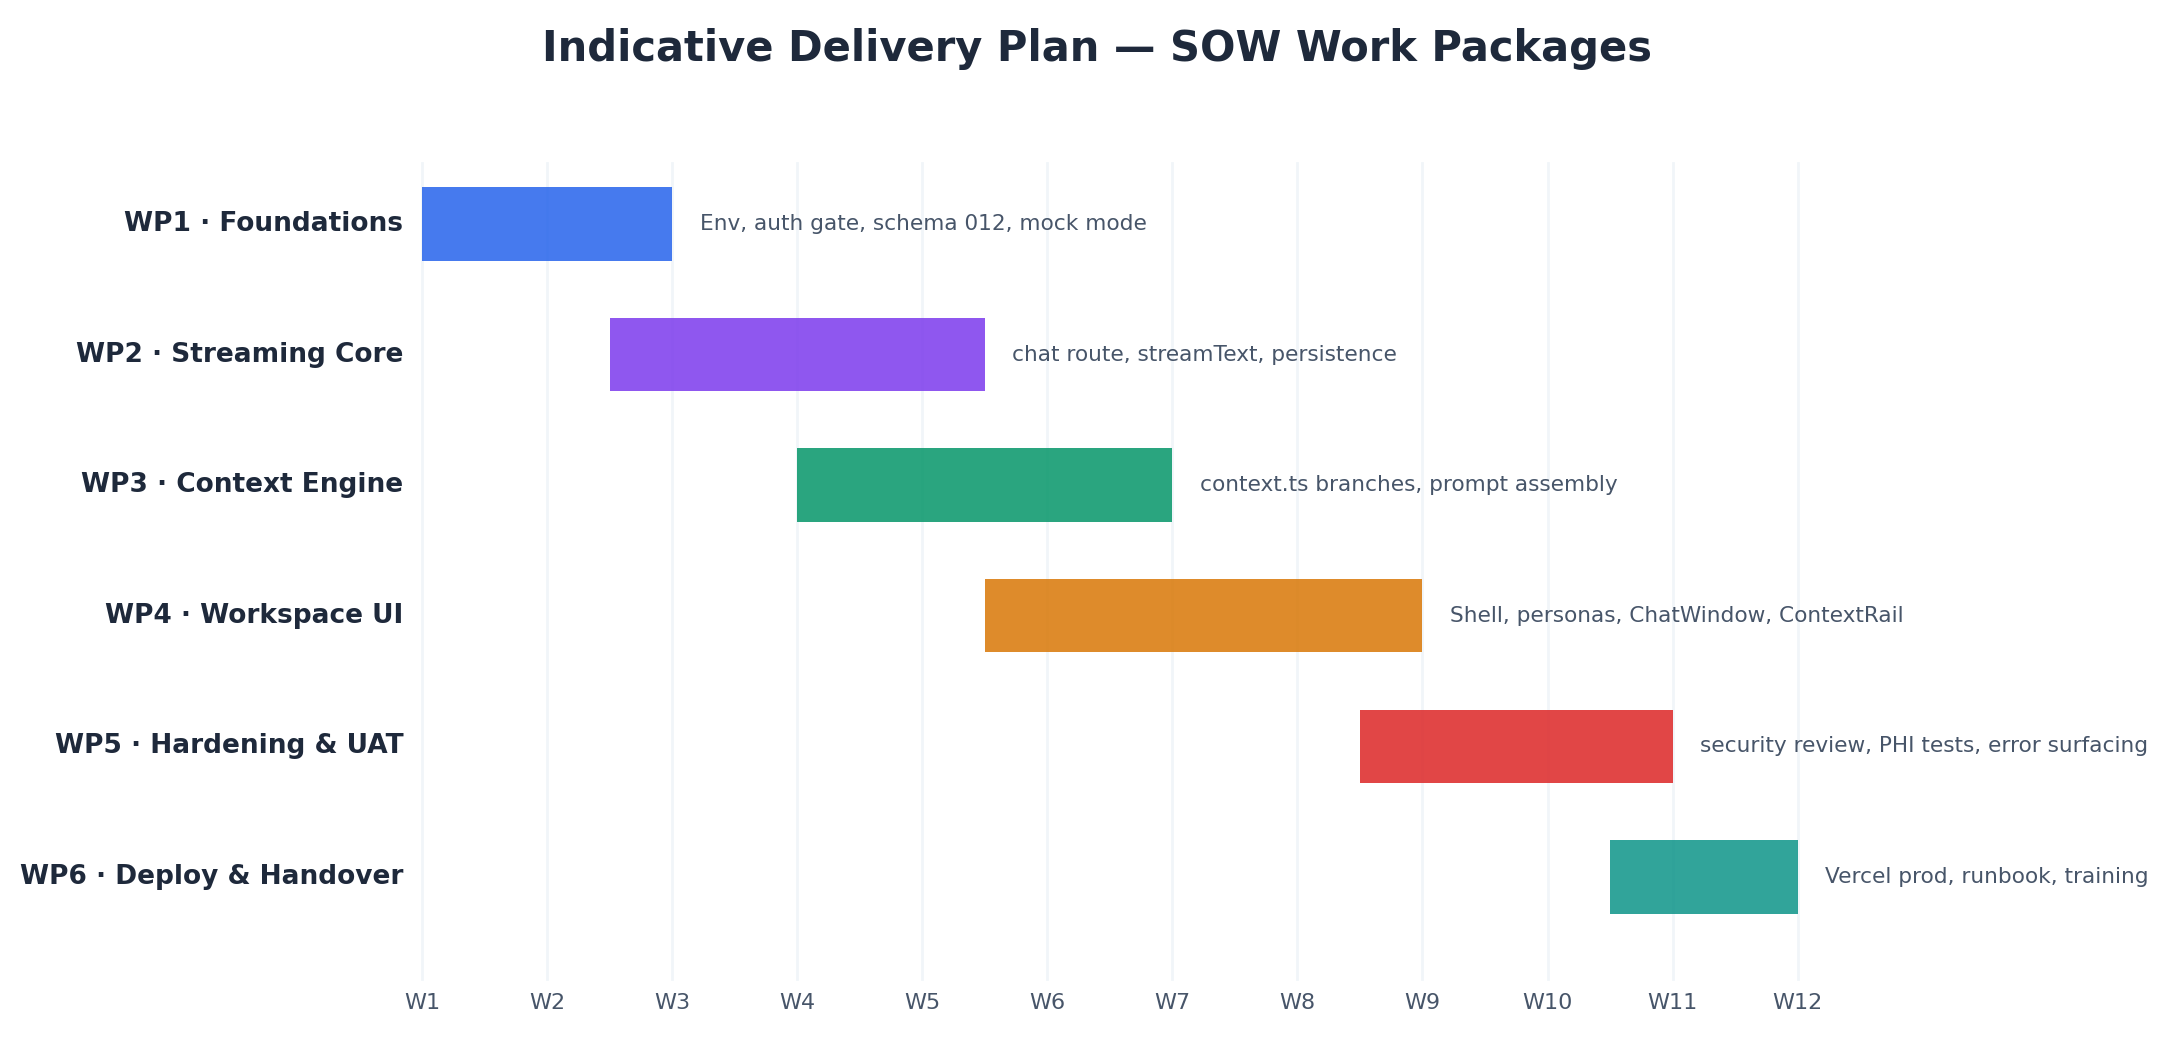 Indicative Delivery Plan — SOW Work Packages
WP1 · Foundations
Env, auth gate, schema 012, mock mode
WP2 · Streaming Core
chat route, streamText, persistence
WP3 · Context Engine
context.ts branches, prompt assembly
WP4 · Workspace UI
Shell, personas, ChatWindow, ContextRail
WP5 · Hardening & UAT
security review, PHI tests, error surfacing
WP6 · Deploy & Handover
Vercel prod, runbook, training
W1 W2 W3 W4 W5 W6 W7 W8 W9 W10 W11 W12